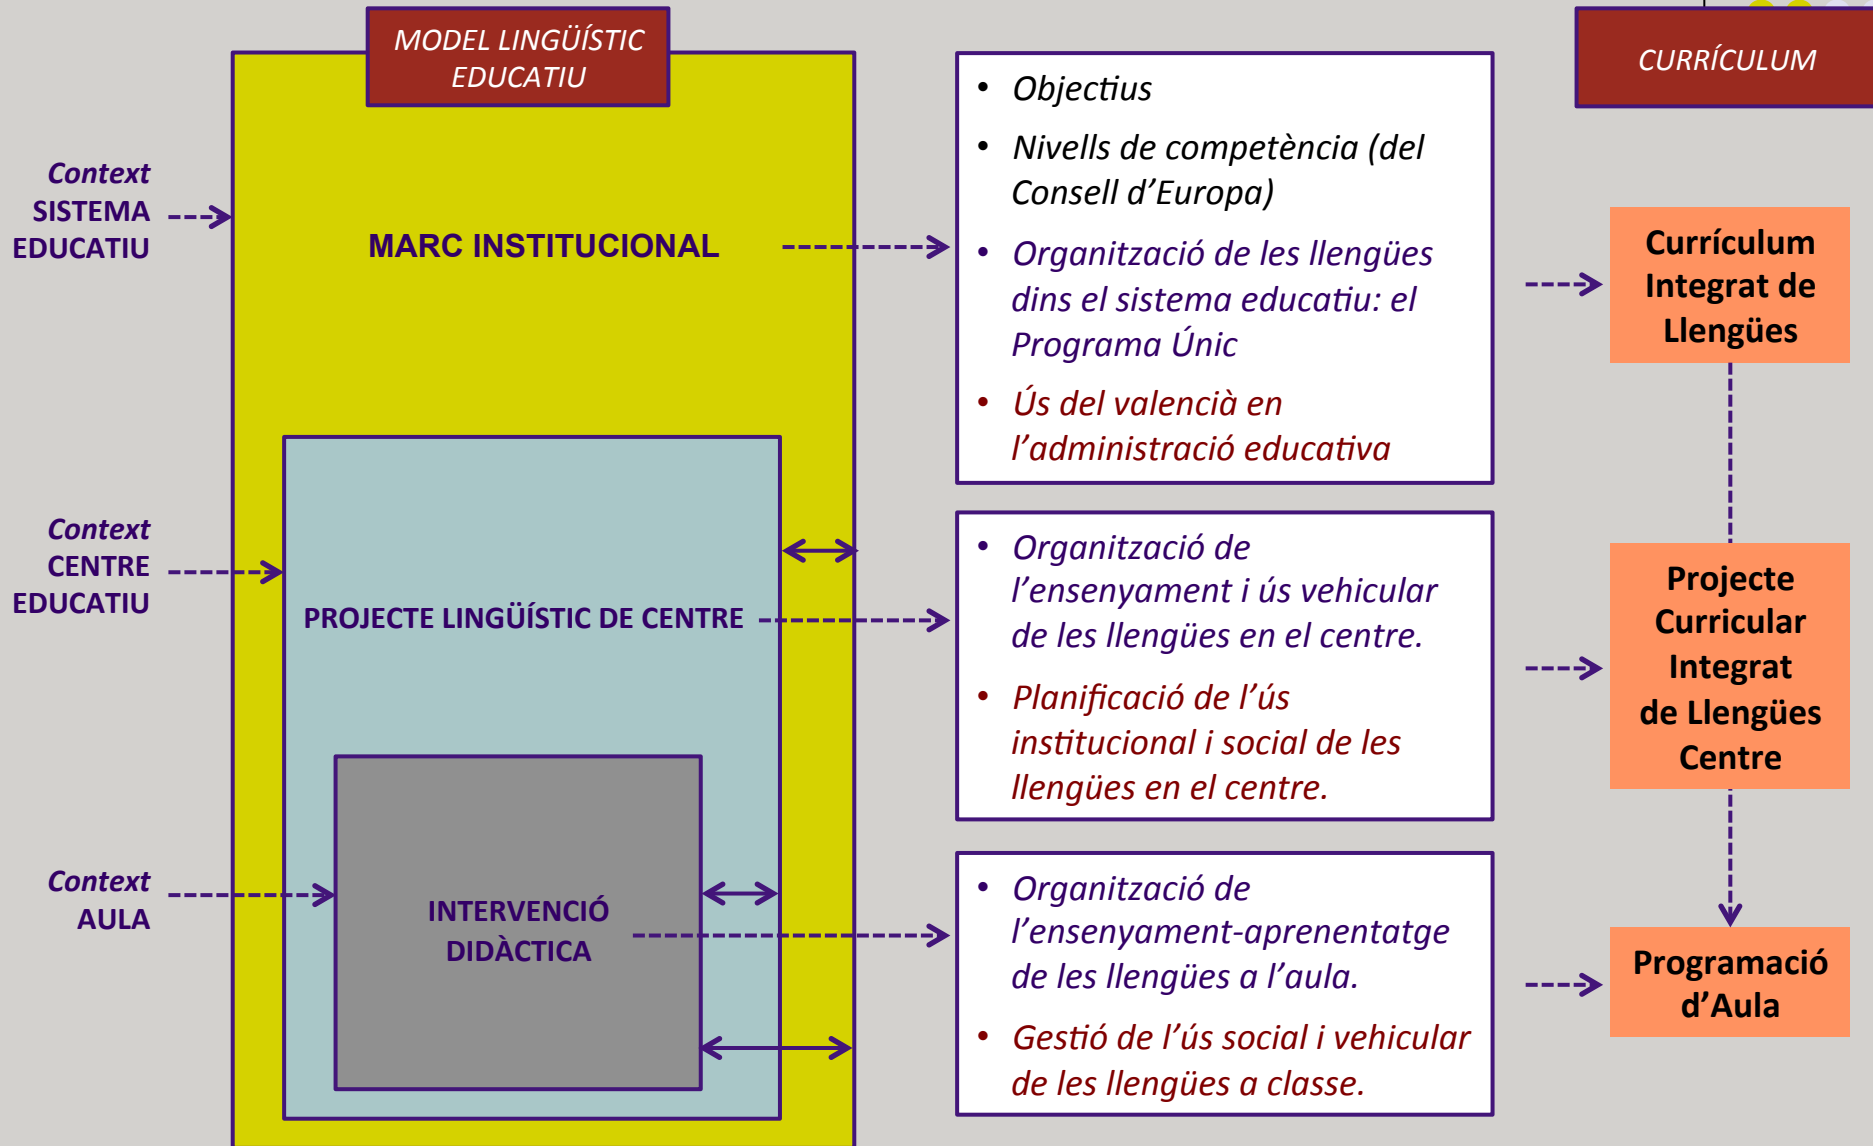 MODEL LINGÜÍSTIC
EDUCATIU
CURRÍCULUM
Context
SISTEMA
EDUCATIU
MARC INSTITUCIONAL
• Objectius
• Nivells de competència (del
Consell d’Europa)
• Organització de les llengües
dins el sistema educatiu: el
Programa Únic
• Ús del valencià en
l’administració educativa
Currículum
Integrat de
Llengües
Context
CENTRE
EDUCATIU
PROJECTE LINGÜÍSTIC DE CENTRE
• Organització de
l’ensenyament i ús vehicular
de les llengües en el centre.
• Planificació de l’ús
institucional i social de les
llengües en el centre.
Projecte
Curricular
Integrat
de Llengües
Centre
Context
AULA
INTERVENCIÓ
DIDÀCTICA
• Organització de
l’ensenyament-aprenentatge
de les llengües a l’aula.
• Gestió de l’ús social i vehicular
de les llengües a classe.
Programació
d’Aula